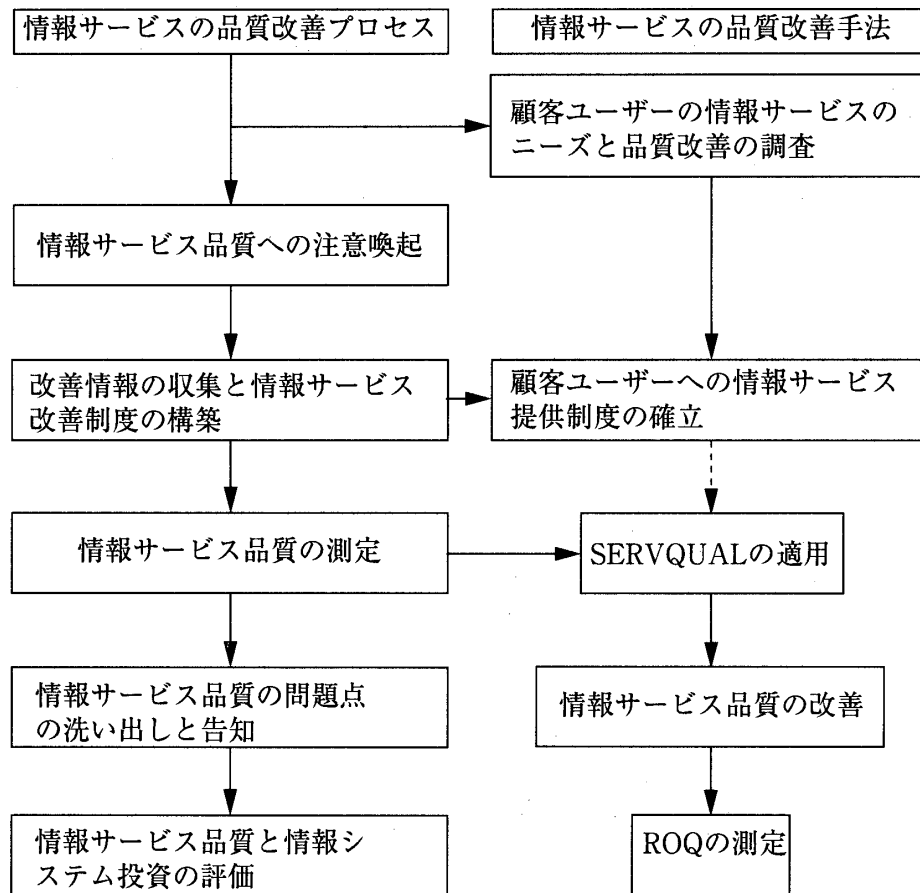 情報サービスの品質改善プロセス
情報サービスの品質改善手法
顧客ユーザーの情報サービスの
ニーズと品質改善の調査
情報サービス品質への注意喚起
改善情報の収集と情報サービス
改善制度の構築
顧客ユーザーへの情報サービス
提供制度の確立
情報サービス品質の測定
SERVQUALの適用
情報サービス品質の問題点
の洗い出しと告知
情報サービス品質の改善
情報サービス品質と情報シ
ステム投資の評価
ROQの測定